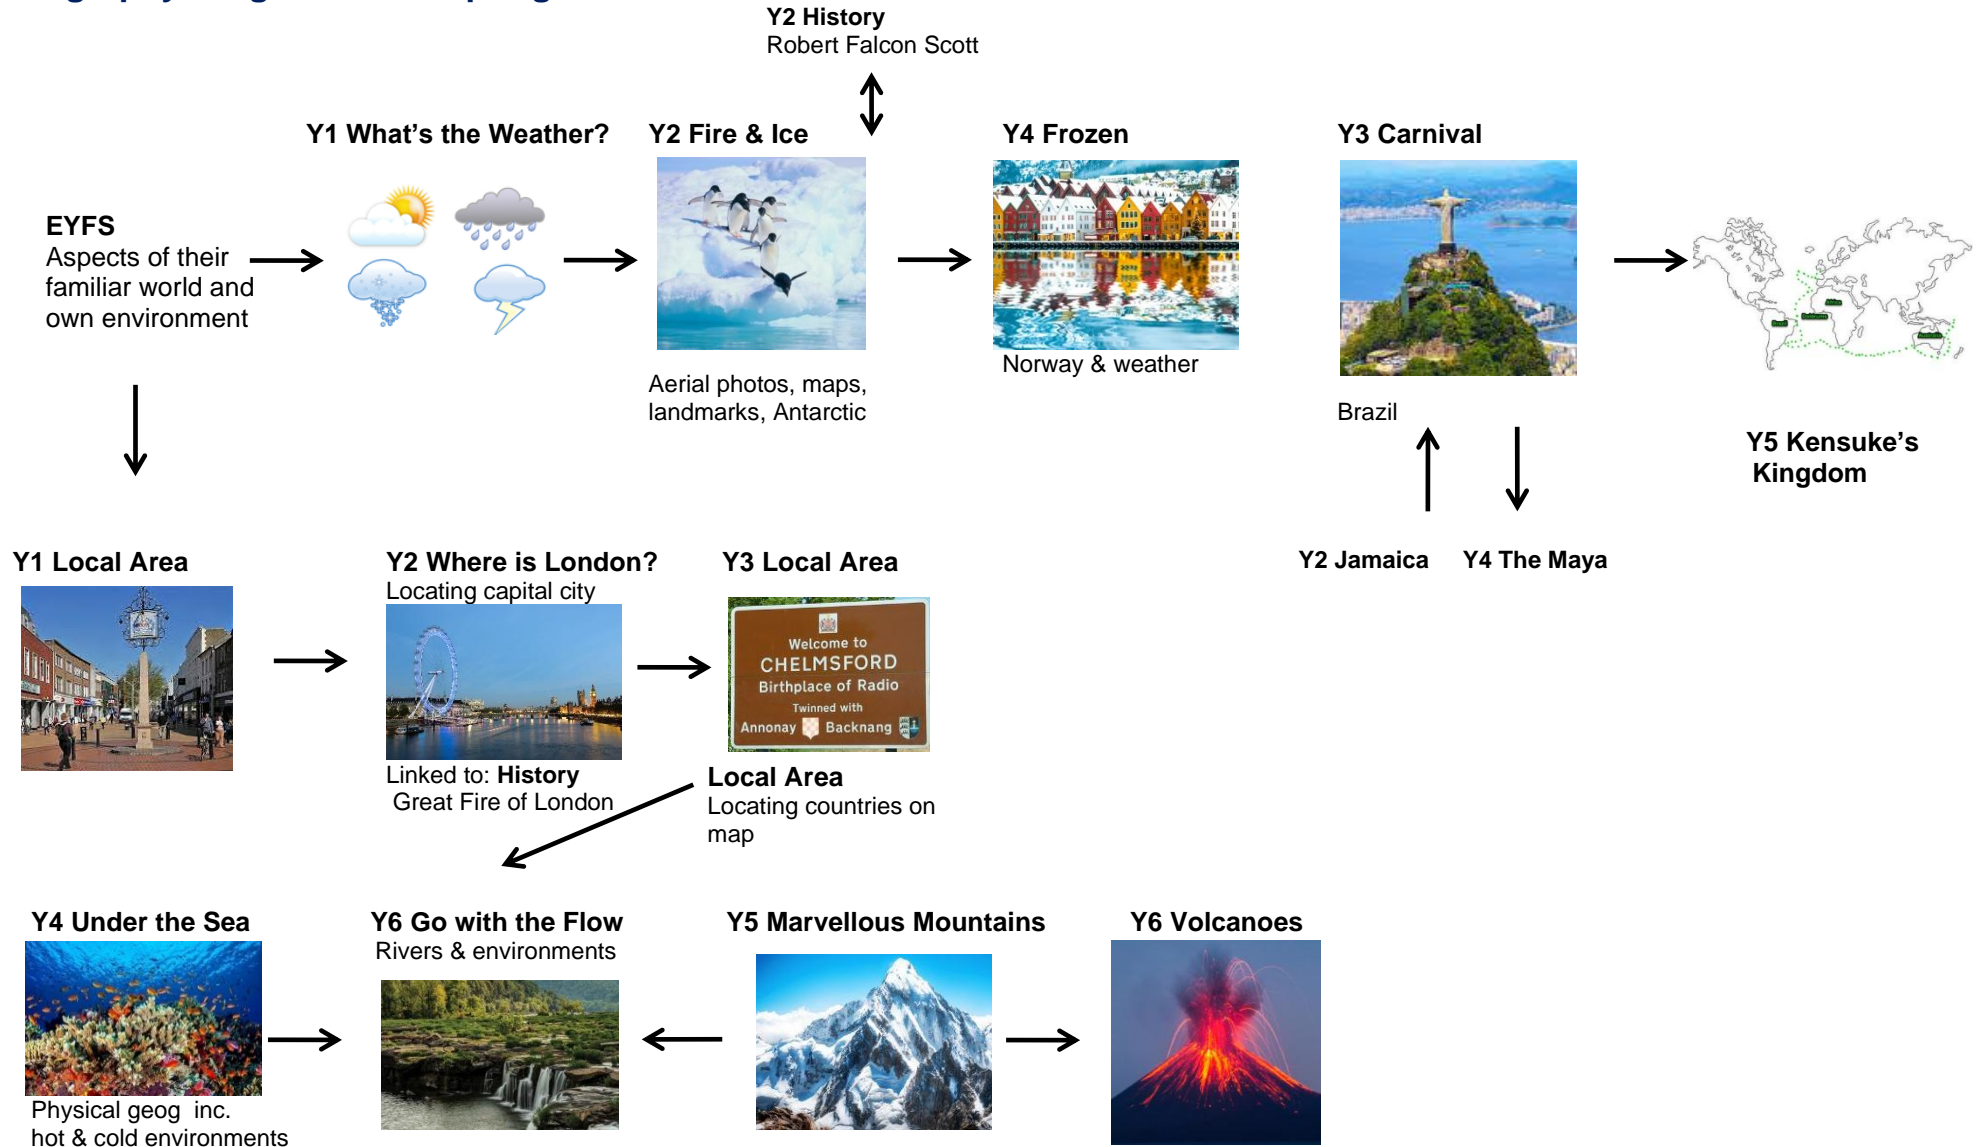 Y2 History
Robert Falcon Scott
Y1 What's the Weather?
Y2 Fire & Ice
Y4 Frozen
Y3 Carnival
EYFS
Aspects of their
familiar world and
own environment
Africa
Brazil
Australia
Norway & weather
Aerial photos, maps,
landmarks, Antarctic
Brazil
Y5 Kensuke's
Kingdom
Y2 Jamaica
Y4 The Maya
Y1 Local Area
Y2 Where is London?
Locating capital city
Y3 Local Area
Welcome to
CHELMSFORD
Birthplace of Radio
Twinned with
Annonay Backnang
Linked to: History
Great Fire of London
Local Area
Locating countries on
map
Y4 Under the Sea
Y6 Go with the Flow
Rivers & environments
Y5 Marvellous Mountains
Y6 Volcanoes
Physical geog inc.
hot & cold environments